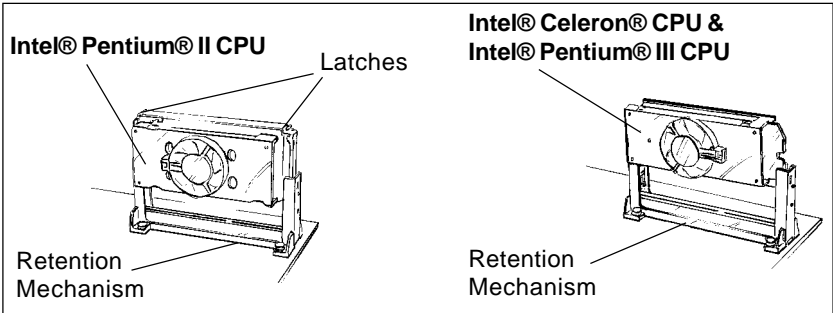 Intel® Pentium® II CPU
Latches
Retention
Mechanism
Intel® Celeron® CPU &
Intel® Pentium® III CPU
Retention
Mechanism